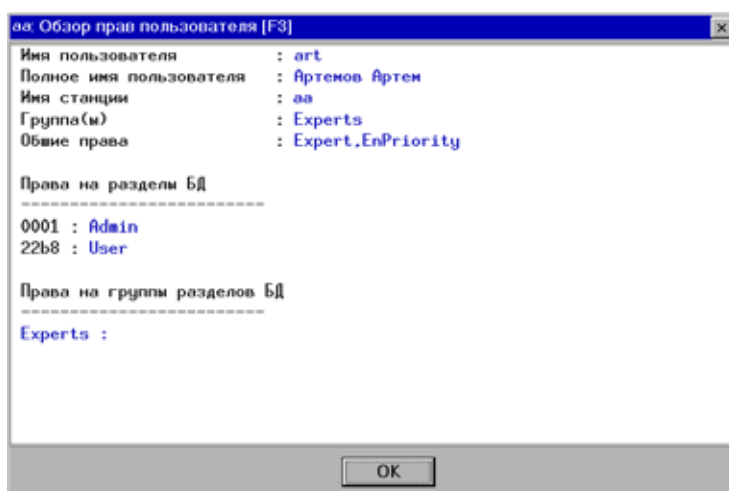 aa: Обзор прав пользователя [F3]
Имя пользователя : art
Полное имя пользователя : Артемов Артем
Имя станции : aa
Группа(ы) : Experts
Обшие права : Expert,EnPriority
Права на разделы БД
-------------------------
0001 : Admin
22b8 : User
Права на группы разделов БД
-------------------------
Experts :
OK